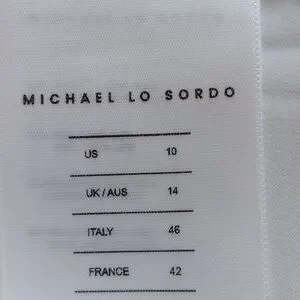 MICHAEL LO SORDO
US 10
UK / AUS 14
ITALY 46
FRANCE 42